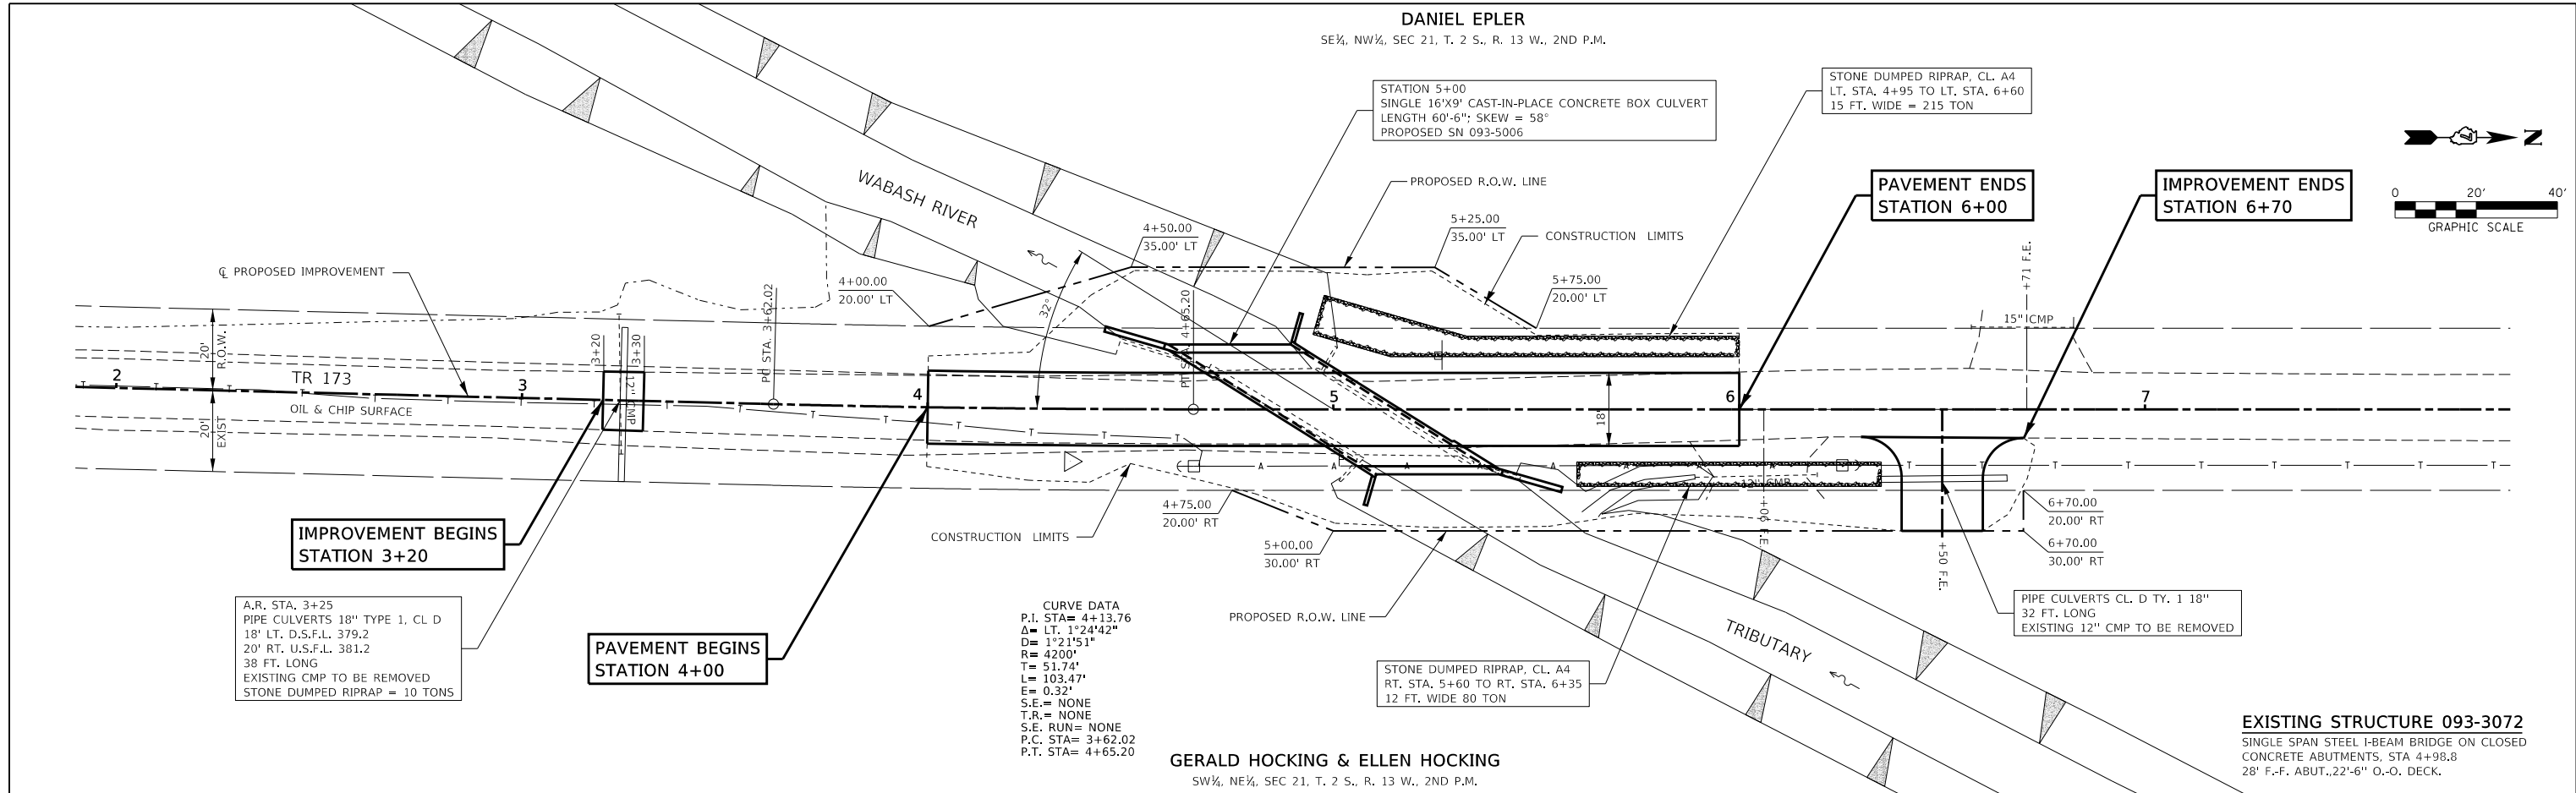 DANIEL EPLER
SE¼, NW¼, SEC 21, T. 2 S., R. 13 W., 2ND P.M.
STATION 5+00
SINGLE 16'X9' CAST-IN-PLACE CONCRETE BOX CULVERT
LENGTH 60'-6"; SKEW = 58°
PROPOSED SN 093-5006
STONE DUMPED RIPRAP, CL. A4
LT. STA. 4+95 TO LT. STA. 6+60
15 FT. WIDE = 215 TON
N
0 20' 40'
GRAPHIC SCALE
PAVEMENT ENDS
STATION 6+00
IMPROVEMENT ENDS
STATION 6+70
WABASH RIVER
PROPOSED R.O.W. LINE
4+50.00
35.00' LT
5+25.00
35.00' LT
CONSTRUCTION LIMITS
℄ PROPOSED IMPROVEMENT
4+00.00
20.00' LT
5+75.00
20.00' LT
+71 F.E.
15" CMP
PC STA. 3+62.02
PT STA. 4+65.20
32°
3+20
3+30
12" CMP
20'
R.O.W.
20'
EXIST
TR 173
OIL & CHIP SURFACE
2
3
4
5
6
7
18'
T T T T T T T T T T T T
A A A A A A
T T T T T T T T T
12" CMP
+06 F.E.
+50 F.E.
4+75.00
20.00' RT
5+00.00
30.00' RT
6+70.00
20.00' RT
6+70.00
30.00' RT
CONSTRUCTION LIMITS
PROPOSED R.O.W. LINE
IMPROVEMENT BEGINS
STATION 3+20
A.R. STA. 3+25
PIPE CULVERTS 18" TYPE 1, CL D
18' LT. D.S.F.L. 379.2
20' RT. U.S.F.L. 381.2
38 FT. LONG
EXISTING CMP TO BE REMOVED
STONE DUMPED RIPRAP = 10 TONS
PAVEMENT BEGINS
STATION 4+00
CURVE DATA
P.I. STA= 4+13.76
Δ= LT. 1°24'42"
D= 1°21'51"
R= 4200'
T= 51.74'
L= 103.47'
E= 0.32'
S.E.= NONE
T.R.= NONE
S.E. RUN= NONE
P.C. STA= 3+62.02
P.T. STA= 4+65.20
TRIBUTARY
PIPE CULVERTS CL. D TY. 1 18"
32 FT. LONG
EXISTING 12" CMP TO BE REMOVED
STONE DUMPED RIPRAP, CL. A4
RT. STA. 5+60 TO RT. STA. 6+35
12 FT. WIDE 80 TON
GERALD HOCKING & ELLEN HOCKING
SW¼, NE¼, SEC 21, T. 2 S., R. 13 W., 2ND P.M.
EXISTING STRUCTURE 093-3072
SINGLE SPAN STEEL I-BEAM BRIDGE ON CLOSED
CONCRETE ABUTMENTS, STA 4+98.8
28' F.-F. ABUT.,22'-6" O.-O. DECK.